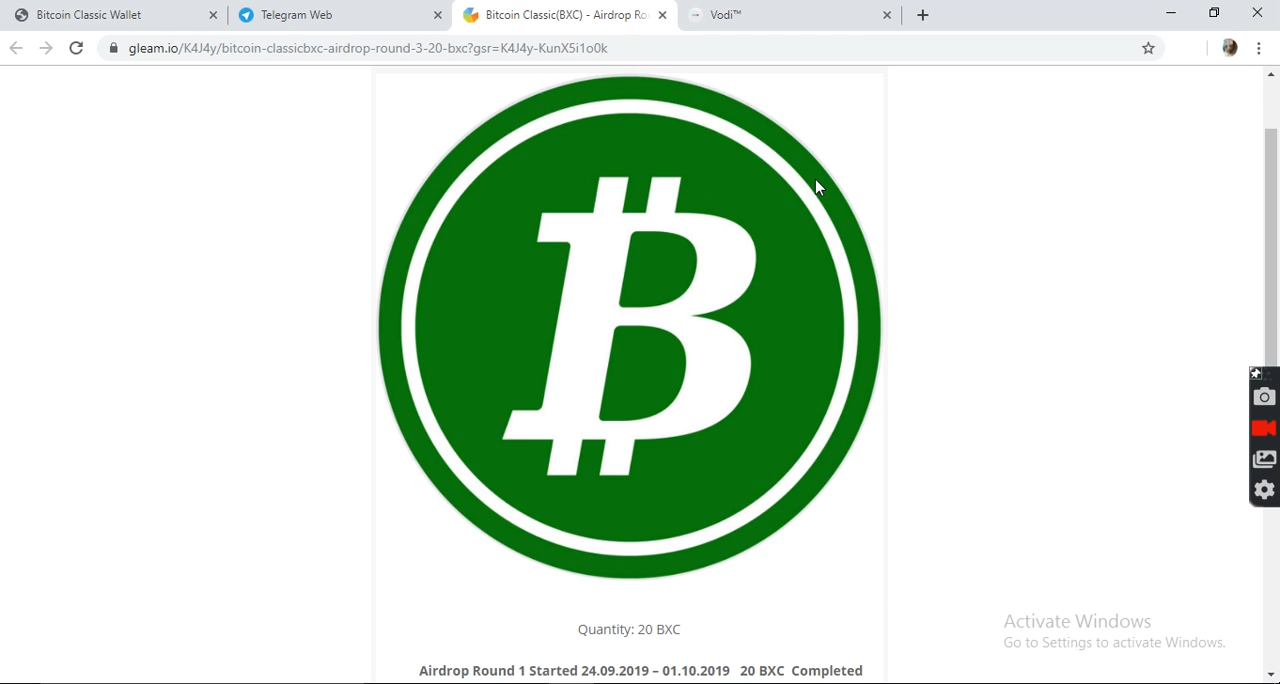 Bitcoin Classic Wallet
Telegram Web
Bitcoin Classic(BXC) - Airdrop Ro
Vodi™
gleam.io/K4J4y/bitcoin-classicbxc-airdrop-round-3-20-bxc?gsr=K4J4y-KunX5i1o0k
Quantity: 20 BXC
Airdrop Round 1 Started 24.09.2019 – 01.10.2019 20 BXC Completed
Activate Windows
Go to Settings to activate Windows.